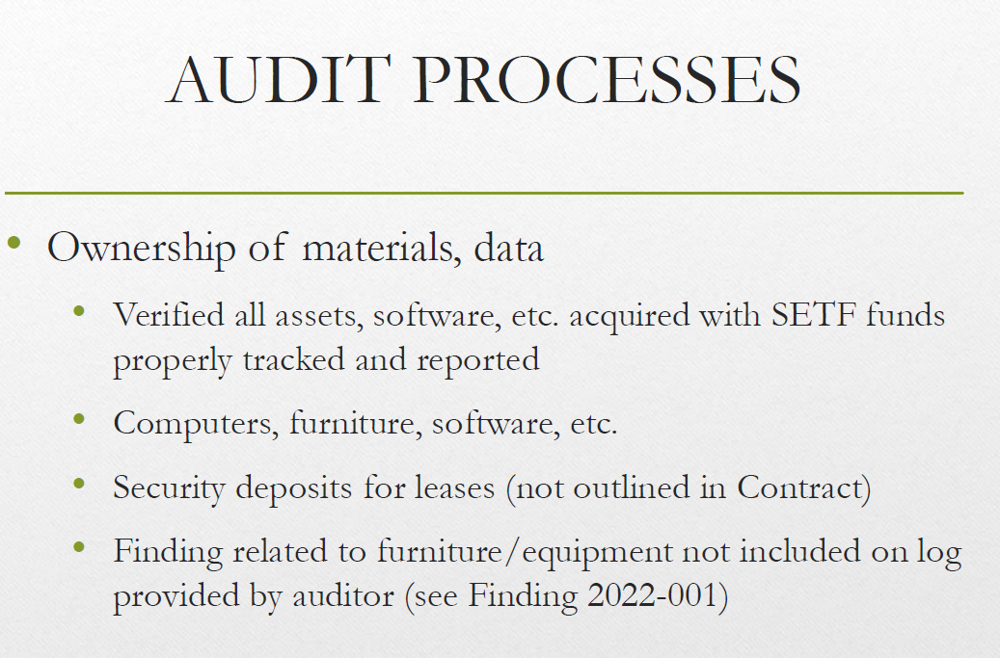 AUDIT PROCESSES
• Ownership of materials, data
• Verified all assets, software, etc. acquired with SETF funds
properly tracked and reported
• Computers, furniture, software, etc.
• Security deposits for leases (not outlined in Contract)
• Finding related to furniture/equipment not included on log
provided by auditor (see Finding 2022-001)